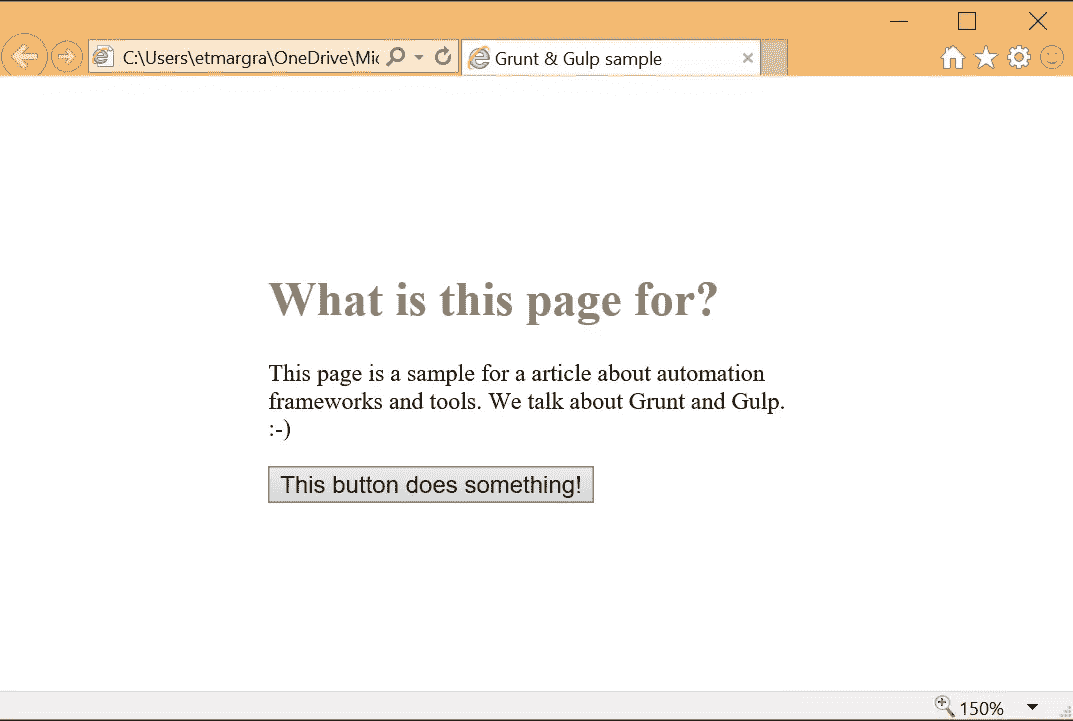 C:\Users\etmargra\OneDrive\Mic
Grunt & Gulp sample
What is this page for?
This page is a sample for a article about automation
frameworks and tools. We talk about Grunt and Gulp.
:-)
This button does something!
150%